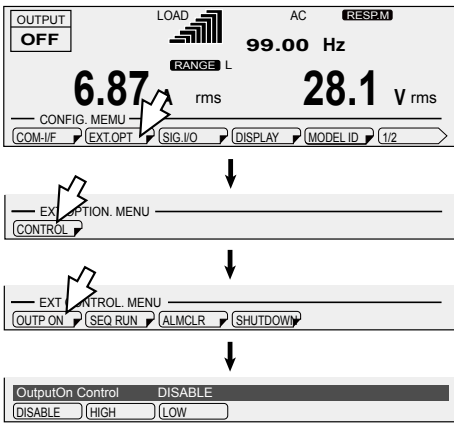 OUTPUT LOAD AC RESP.M
OFF 99.00 Hz
RANGE L
6.87 A rms 28.1 V rms
CONFIG. MEMU
COM-I/F EXT.OPT SIG.I/O DISPLAY MODEL ID 1/2
EXT OPTION. MENU
CONTROL
EXT CONTROL. MENU
OUTP ON SEQ RUN ALMCLR SHUTDOWN
OutputOn Control DISABLE
DISABLE HIGH LOW